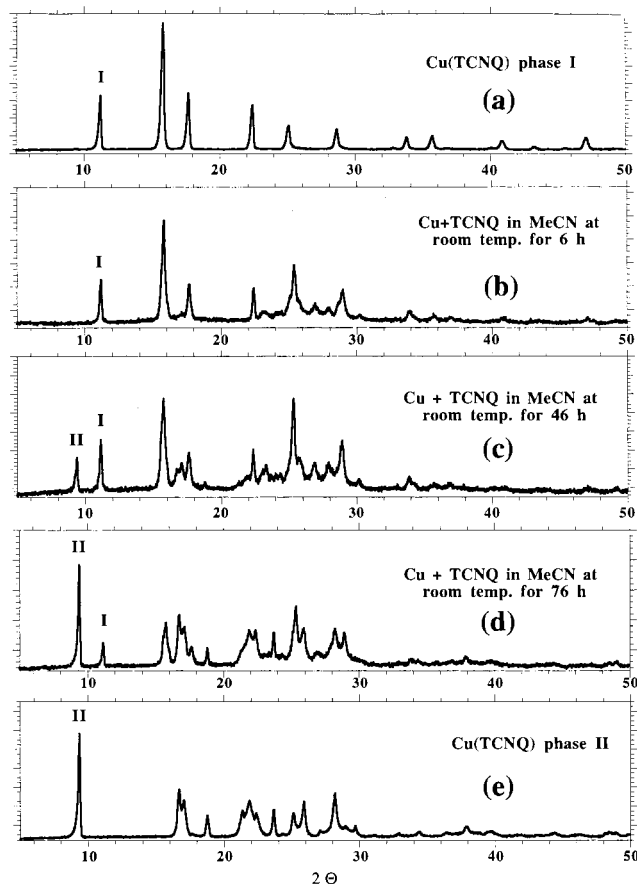 Cu(TCNQ) phase I
I
(a)
10 20 30 40 50
Cu+TCNQ in MeCN at
room temp. for 6 h
I
(b)
10 20 30 40 50
Cu + TCNQ in MeCN at
room temp. for 46 h
I
II
(c)
10 20 30 40 50
II
Cu + TCNQ in MeCN at
room temp. for 76 h
I
(d)
10 20 30 40 50
II
Cu(TCNQ) phase II
(e)
10 20 30 40 50
2 Θ